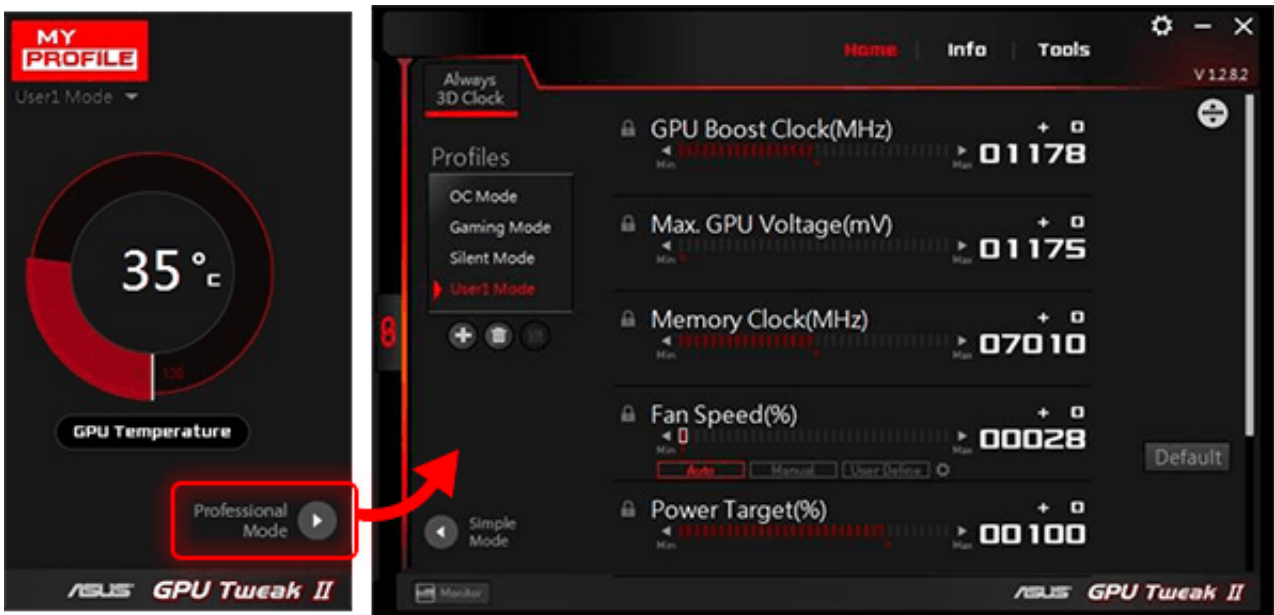 MY
PROFILE
User1 Mode
35 °c
130
GPU Temperature
Professional
Mode
ASUS GPU Tweak II
Home
Info
Tools
V 1.2.8.2
Always
3D Clock
Profiles
OC Mode
Gaming Mode
Silent Mode
User1 Mode
Simple
Mode
Monitor
GPU Boost Clock(MHz)
+ 0
Min
Max
01178
Max. GPU Voltage(mV)
+ 0
Min
Max
01175
Memory Clock(MHz)
+ 0
Min
Max
07010
Fan Speed(%)
+ 0
Min
Max
00028
Auto
Manual
User Define
Power Target(%)
+ 0
Min
Max
00100
Default
ASUS GPU Tweak II